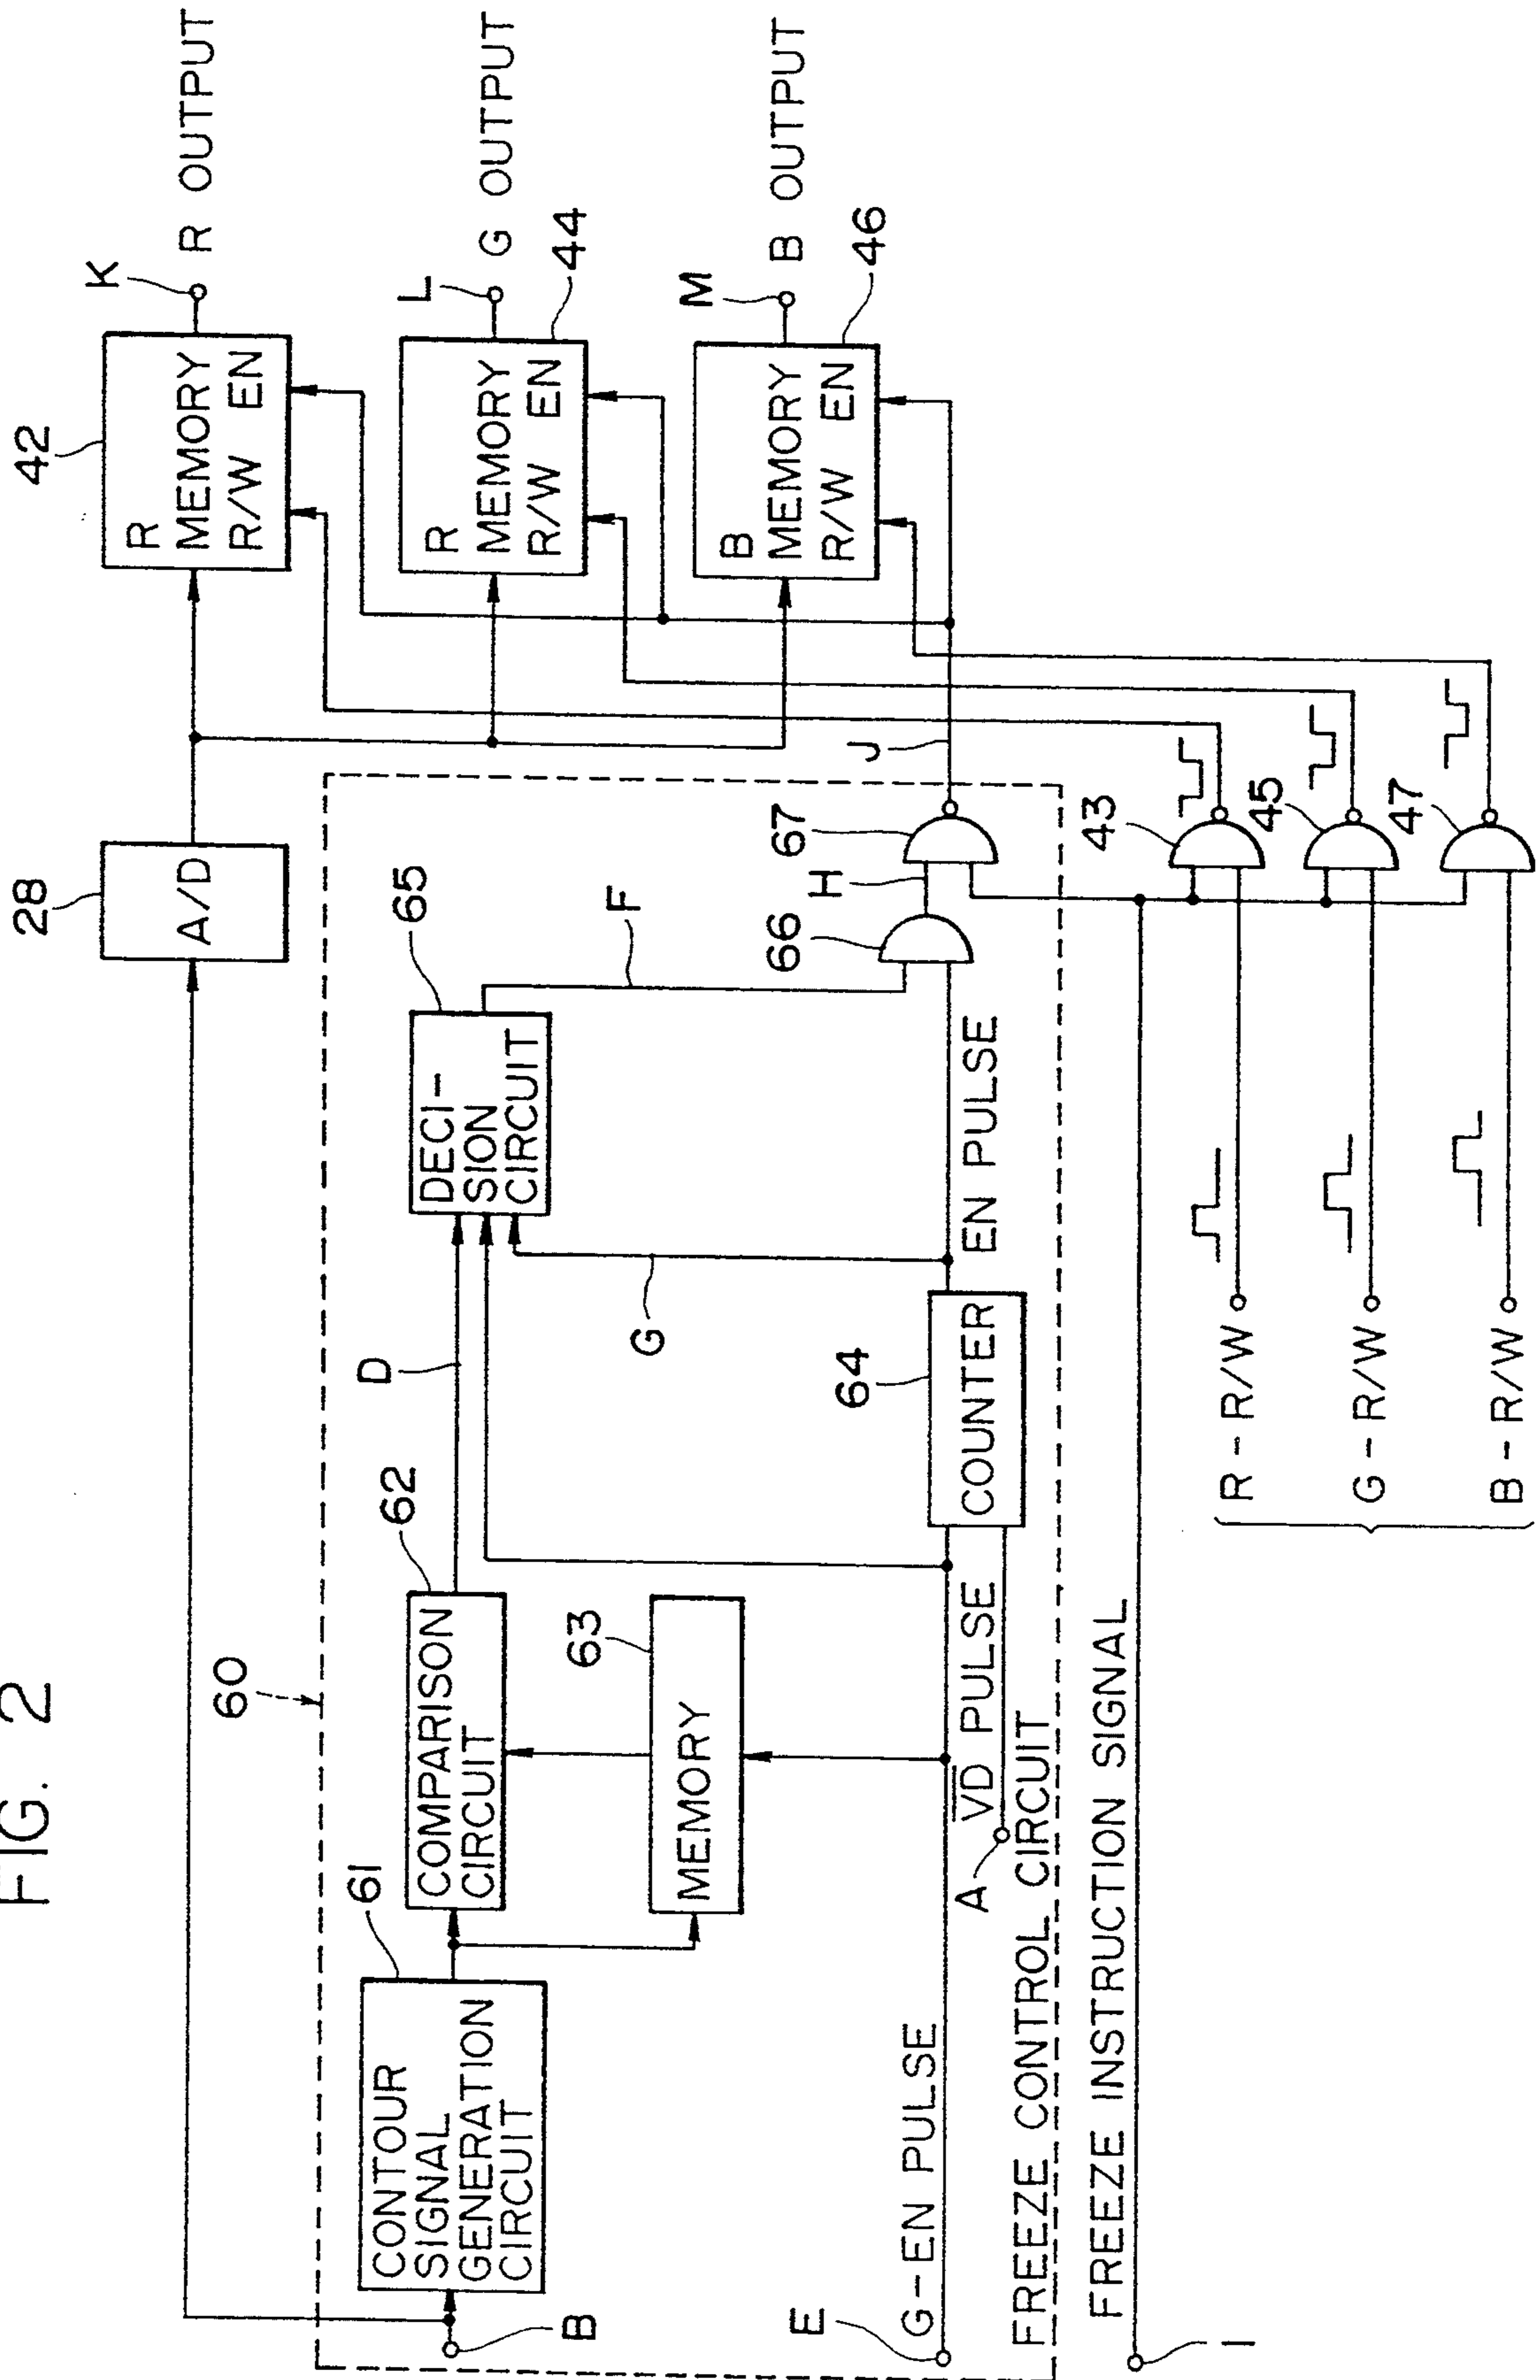 FIG. 2
28
A/D
42
R
MEMORY
R/W EN
K
R OUTPUT
R
MEMORY
R/W EN
44
L
G OUTPUT
B
MEMORY
R/W EN
46
M
B OUTPUT
60
61
CONTOUR
SIGNAL
GENERATION
CIRCUIT
B
62
COMPARISON
CIRCUIT
63
MEMORY
D
65
DECI-
SION
CIRCUIT
F
G
64
COUNTER
E
G-EN PULSE
VD PULSE
A
EN PULSE
66
H
67
J
FREEZE CONTROL CIRCUIT
FREEZE INSTRUCTION SIGNAL
I
43
45
47
R-R/W
G-R/W
B-R/W